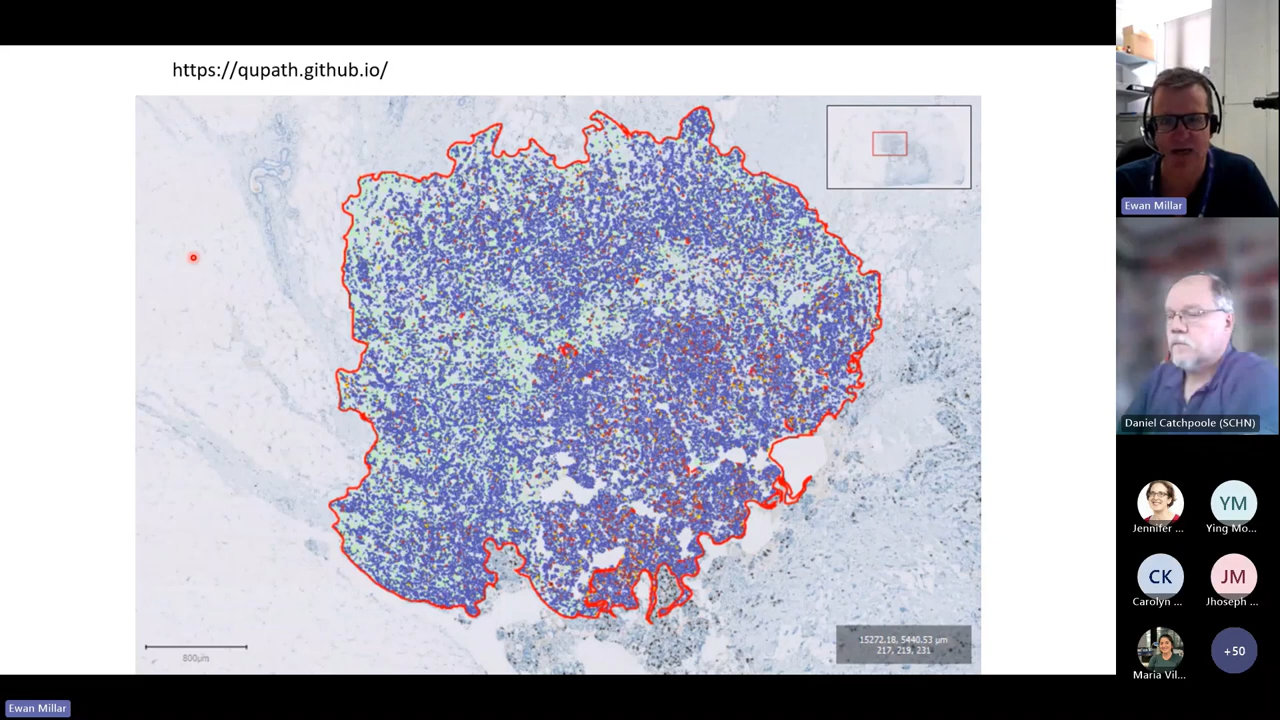 https://qupath.github.io/
800µm
15272.18, 5440.53 µm
217, 219, 231
Ewan Millar
Daniel Catchpoole (SCHN)
Jennifer ...
YM
Ying Mo...
CK
Carolyn ...
JM
Jhoseph ...
Maria Vil...
+50
Ewan Millar